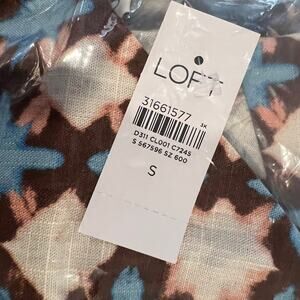 LOFT
31661577
3K
D311 CL001 C7245
S 567596 SZ 600
S